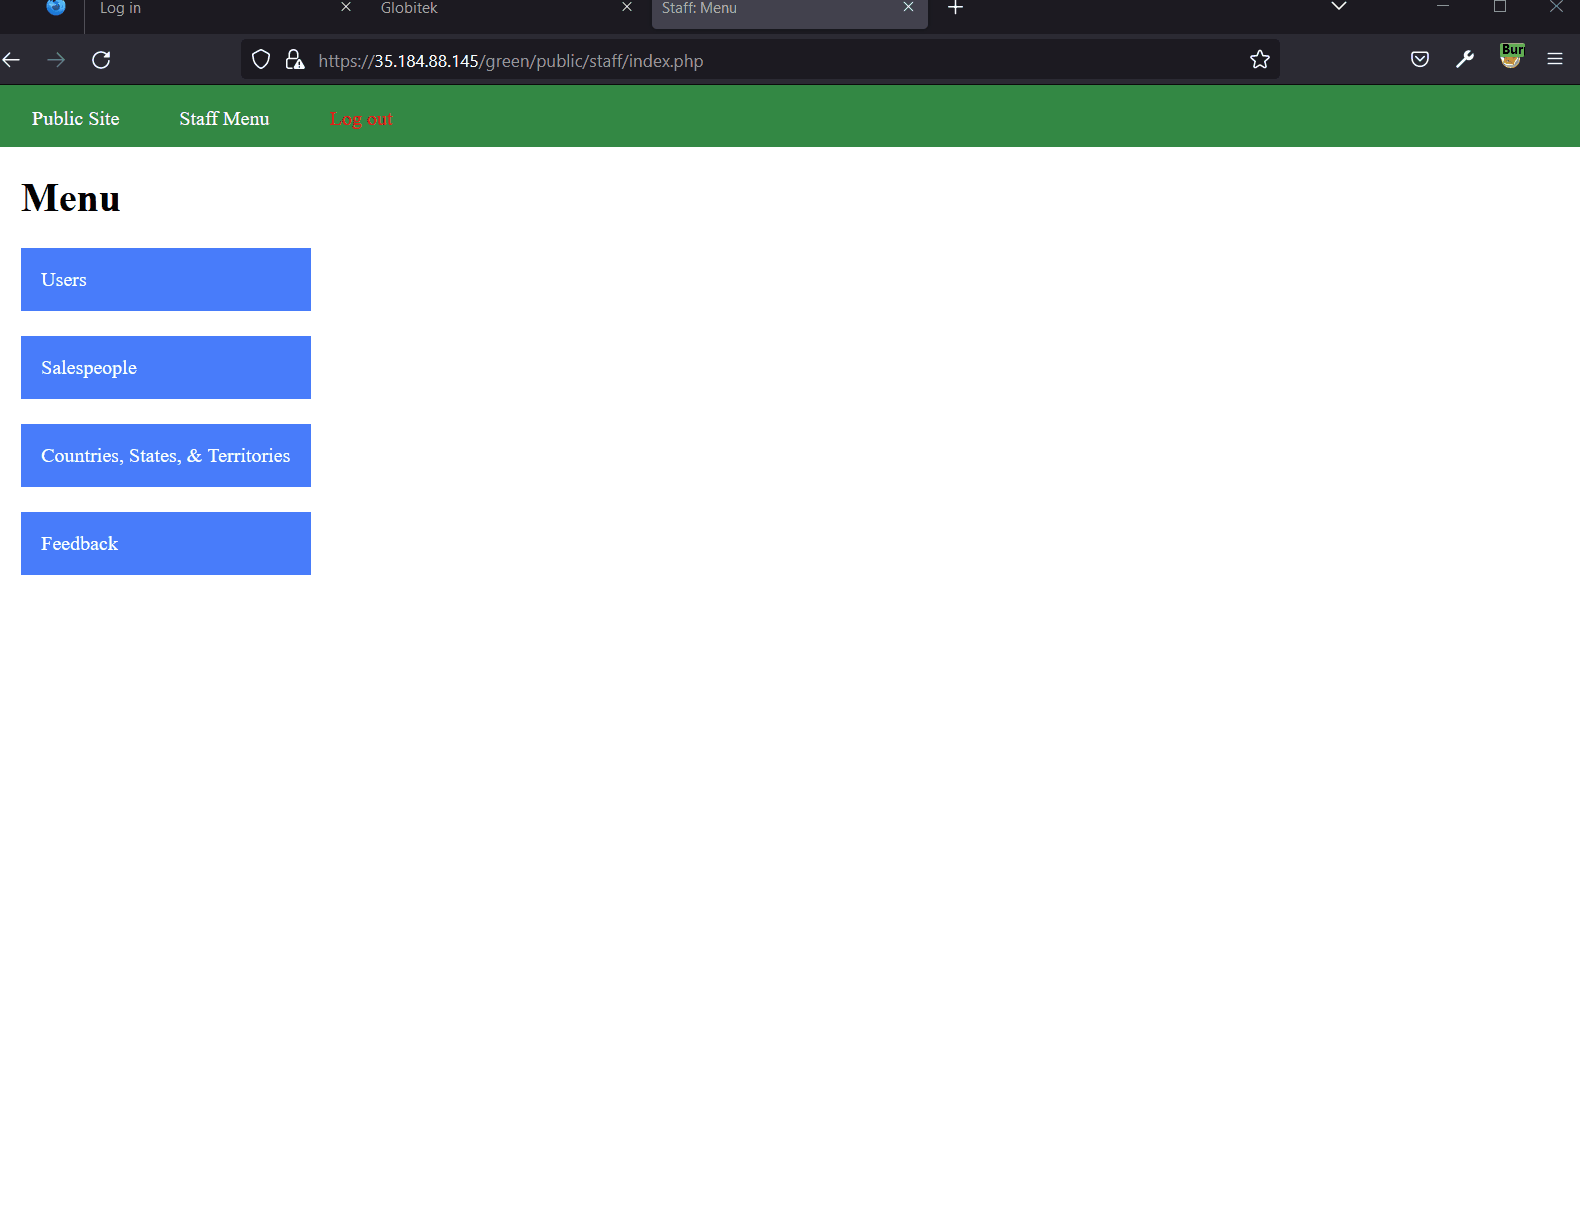 Log in
Globitek
Staff: Menu
https://35.184.88.145/green/public/staff/index.php
Bur
Public Site
Staff Menu
Log out
Menu
Users
Salespeople
Countries, States, & Territories
Feedback